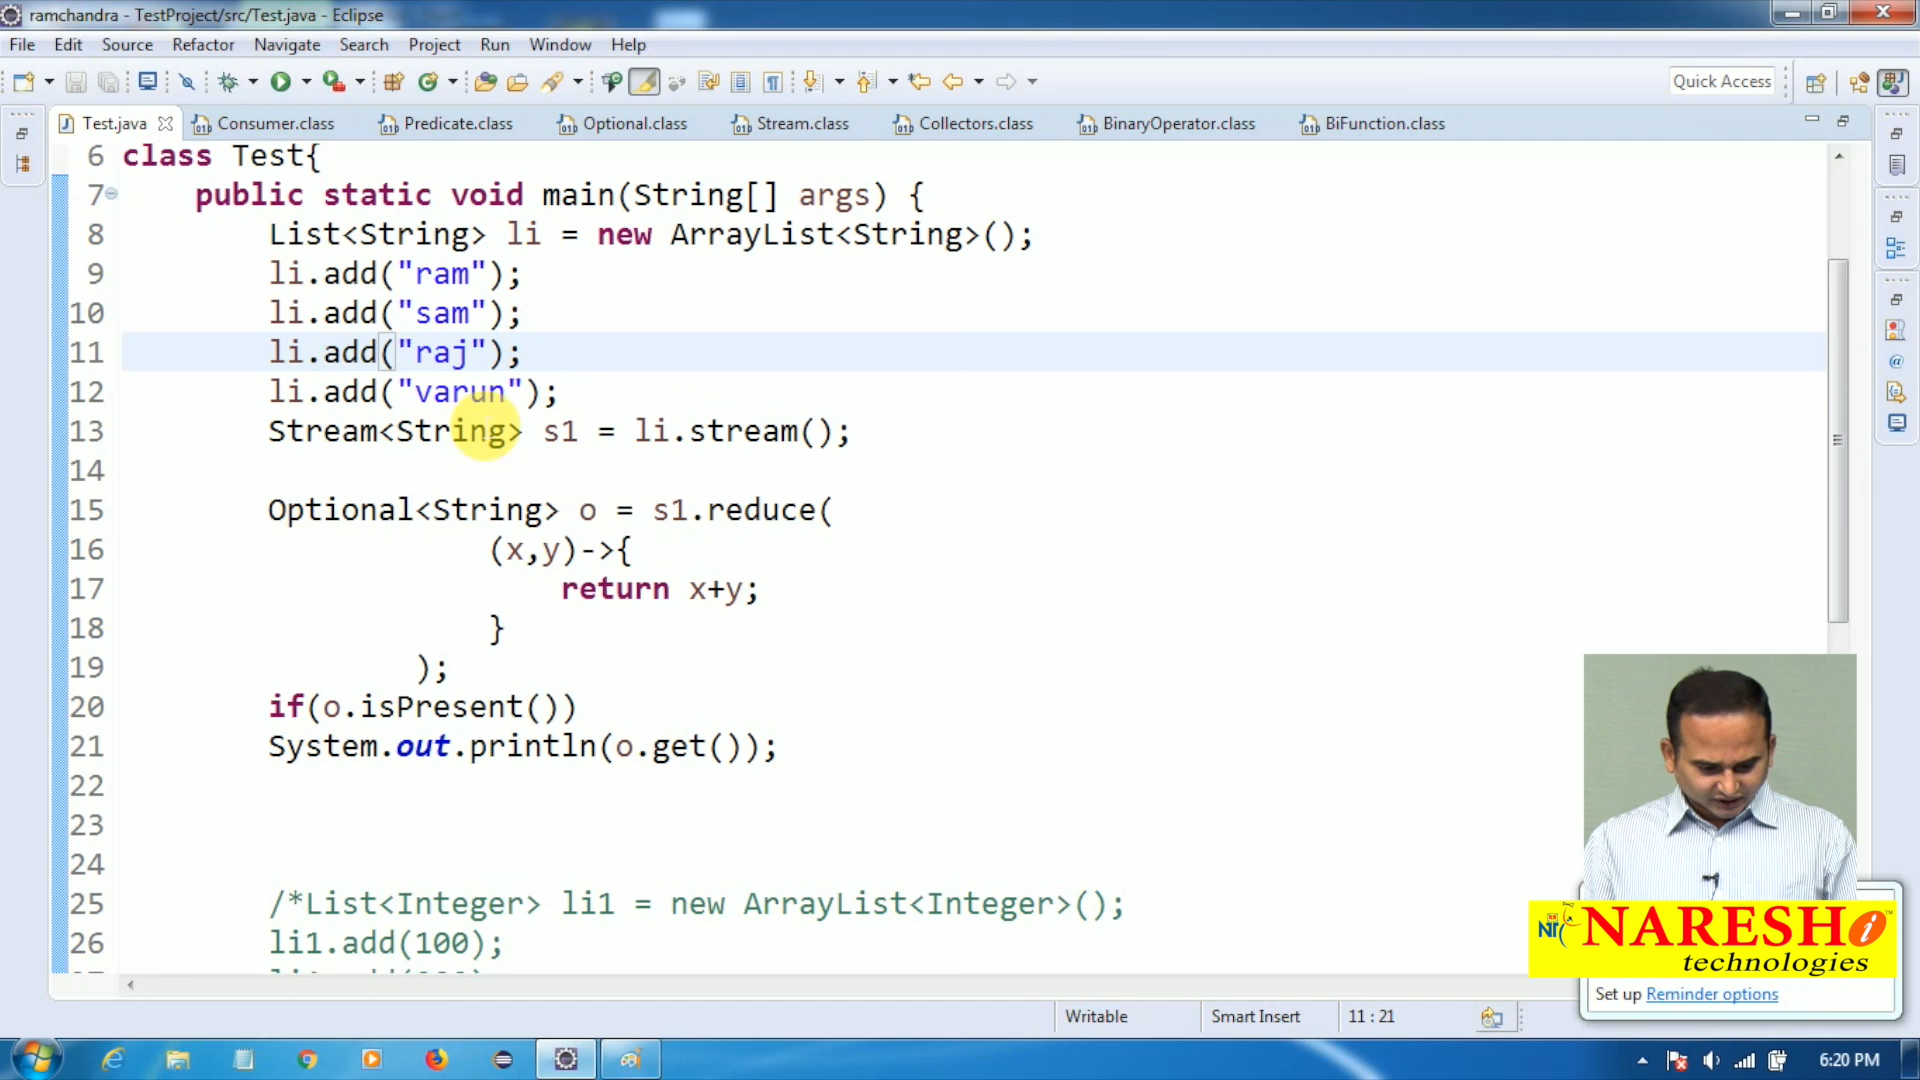 ramchandra - TestProject/src/Test.java - Eclipse
File Edit Source Refactor Navigate Search Project Run Window Help
Quick Access
Test.java Consumer.class Predicate.class Optional.class Stream.class Collectors.class BinaryOperator.class BiFunction.class
6 class Test{
7 public static void main(String[] args) {
8 List<String> li = new ArrayList<String>();
9 li.add("ram");
10 li.add("sam");
11 li.add("raj");
12 li.add("varun");
13 Stream<String> s1 = li.stream();
14
15 Optional<String> o = s1.reduce(
16 (x,y)->{
17 return x+y;
18 }
19 );
20 if(o.isPresent())
21 System.out.println(o.get());
22
23
24
25 /*List<Integer> li1 = new ArrayList<Integer>();
26 li1.add(100);
NARESH i
technologies
Set up Reminder options
Writable Smart Insert 11 : 21
6:20 PM